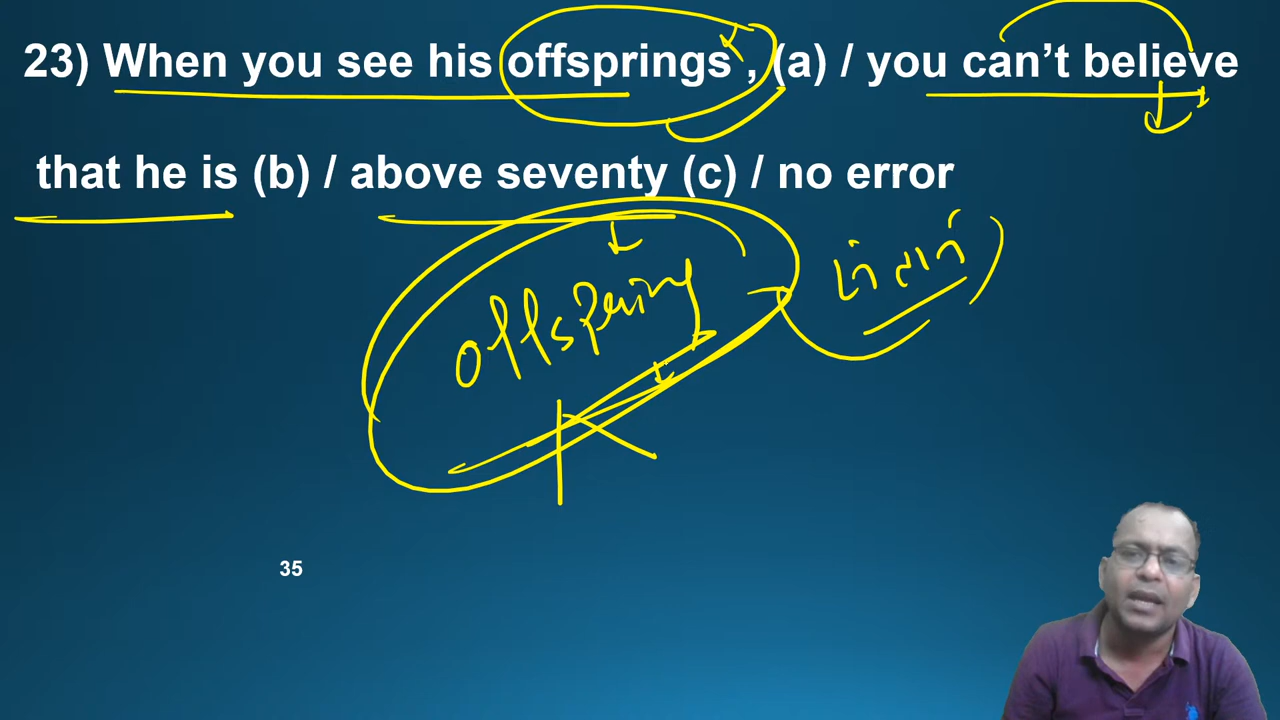 23) When you see his offsprings , (a) / you can’t believe
that he is (b) / above seventy (c) / no error
offspring
35